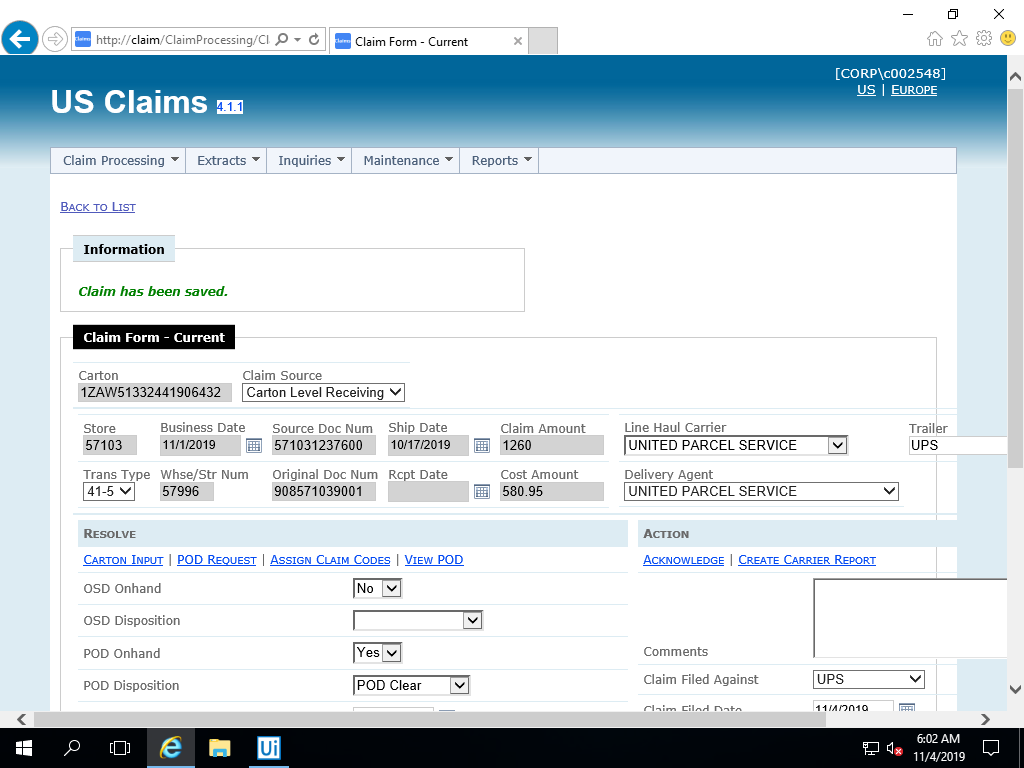 http://claim/ClaimProcessing/Cl
Claim Form - Current
[CORP\c002548]
US | EUROPE
US Claims 4.1.1
Claim Processing Extracts Inquiries Maintenance Reports
BACK TO LIST
Information
Claim has been saved.
Claim Form - Current
Carton Claim Source
1ZAW51332441906432 Carton Level Receiving
Store Business Date Source Doc Num Ship Date Claim Amount Line Haul Carrier Trailer
57103 11/1/2019 571031237600 10/17/2019 1260 UNITED PARCEL SERVICE UPS
Trans Type Whse/Str Num Original Doc Num Rcpt Date Cost Amount Delivery Agent
41-5 57996 908571039001 580.95 UNITED PARCEL SERVICE
RESOLVE ACTION
CARTON INPUT | POD REQUEST | ASSIGN CLAIM CODES | VIEW POD ACKNOWLEDGE | CREATE CARRIER REPORT
OSD Onhand No
OSD Disposition
POD Onhand Yes Comments
POD Disposition POD Clear Claim Filed Against UPS
Claim Filed Date 11/4/2019
Ui
6:02 AM
11/4/2019